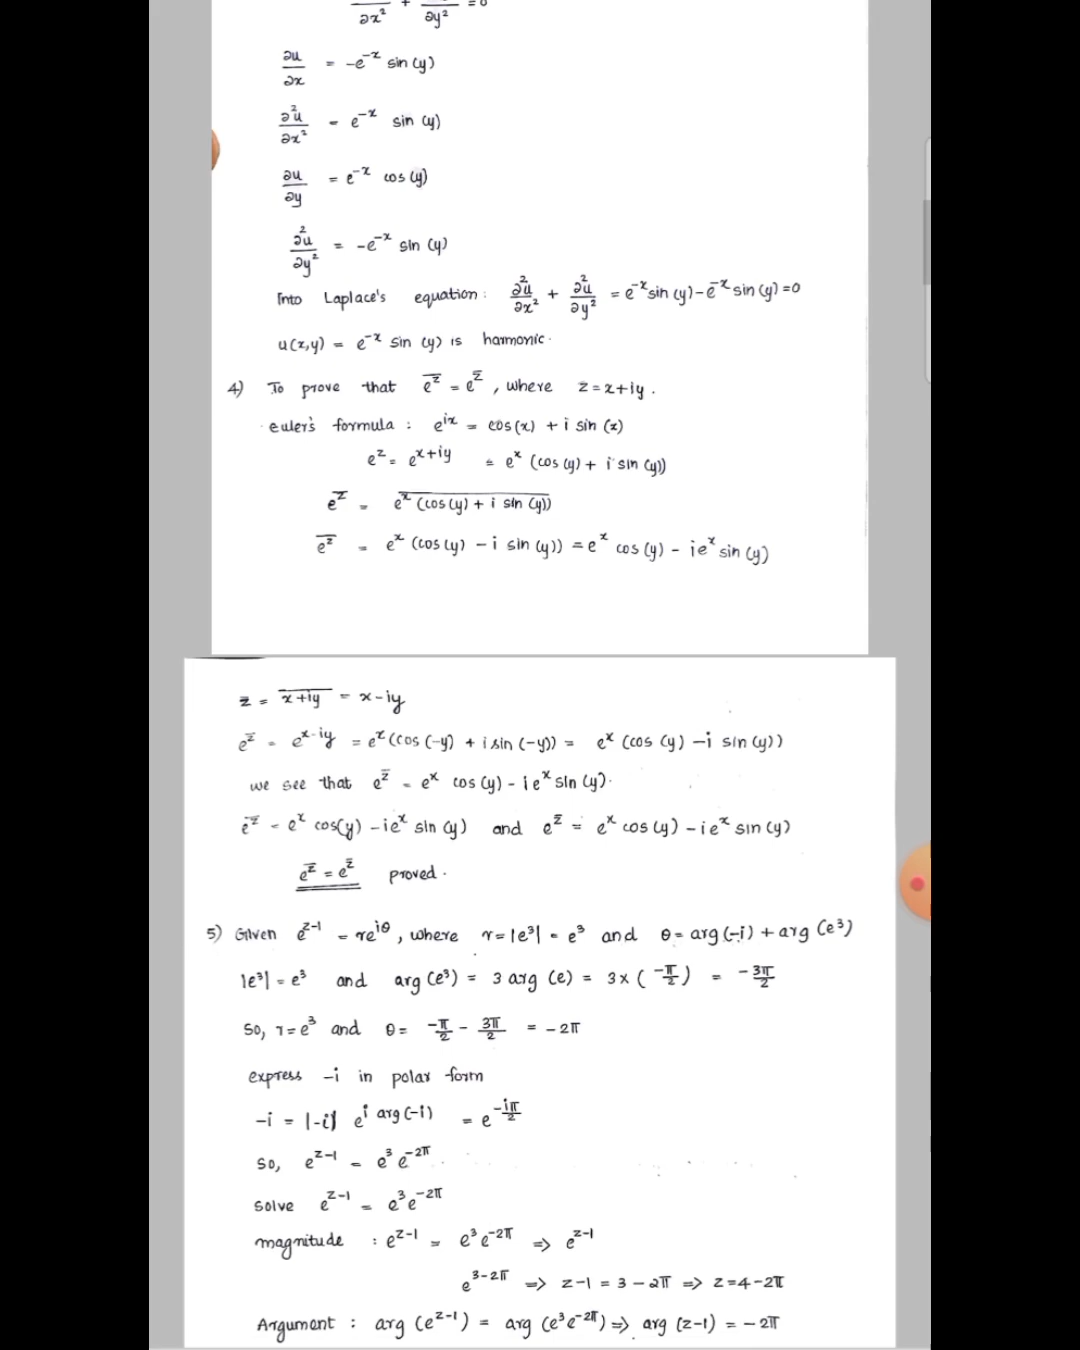 ∂x² + ∂y² = 0
∂u/∂x = -e^-x sin(y)
∂²u/∂x² = e^-x sin(y)
∂u/∂y = e^-x cos(y)
∂²u/∂y² = -e^-x sin(y)
Into Laplace's equation: ∂²u/∂x² + ∂²u/∂y² = e^-x sin(y) - e^-x sin(y) = 0
u(x,y) = e^-x sin(y) is harmonic.
4) To prove that \overline{e^z} = e^{\bar{z}}, where z = x+iy.
euler's formula: e^{ix} = cos(x) + i sin(x)
e^z = e^{x+iy} = e^x (cos(y) + i sin(y))
\overline{e^z} = \overline{e^x (cos(y) + i sin(y))}
\overline{e^z} = e^x (cos(y) - i sin(y)) = e^x cos(y) - ie^x sin(y)
z = \overline{x+iy} = x-iy
e^{\bar{z}} = e^{x-iy} = e^x (cos(-y) + i sin(-y)) = e^x (cos(y) - i sin(y))
we see that e^{\bar{z}} = e^x cos(y) - ie^x sin(y).
\overline{e^z} = e^x cos(y) - ie^x sin(y) and e^{\bar{z}} = e^x cos(y) - ie^x sin(y)
\overline{e^z} = e^{\bar{z}} proved.
5) Given e^{z-1} = re^{iθ}, where r = |e³| = e³ and θ = arg(-i) + arg(e³)
|e³| = e³ and arg(e³) = 3 arg(e) = 3×(-π/2) = -3π/2
So, r = e³ and θ = -π/2 - 3π/2 = -2π
express -i in polar form
-i = |-i| e^{i arg(-i)} = e^{-iπ/2}
So, e^{z-1} = e³ e^{-2π}
solve e^{z-1} = e³ e^{-2π}
magnitude : e^{z-1} = e³ e^{-2π} => e^{z-1}
e^{3-2π} => z-1 = 3-2π => z = 4-2π
Argument : arg(e^{z-1}) = arg(e³ e^{-2π}) => arg(z-1) = -2π